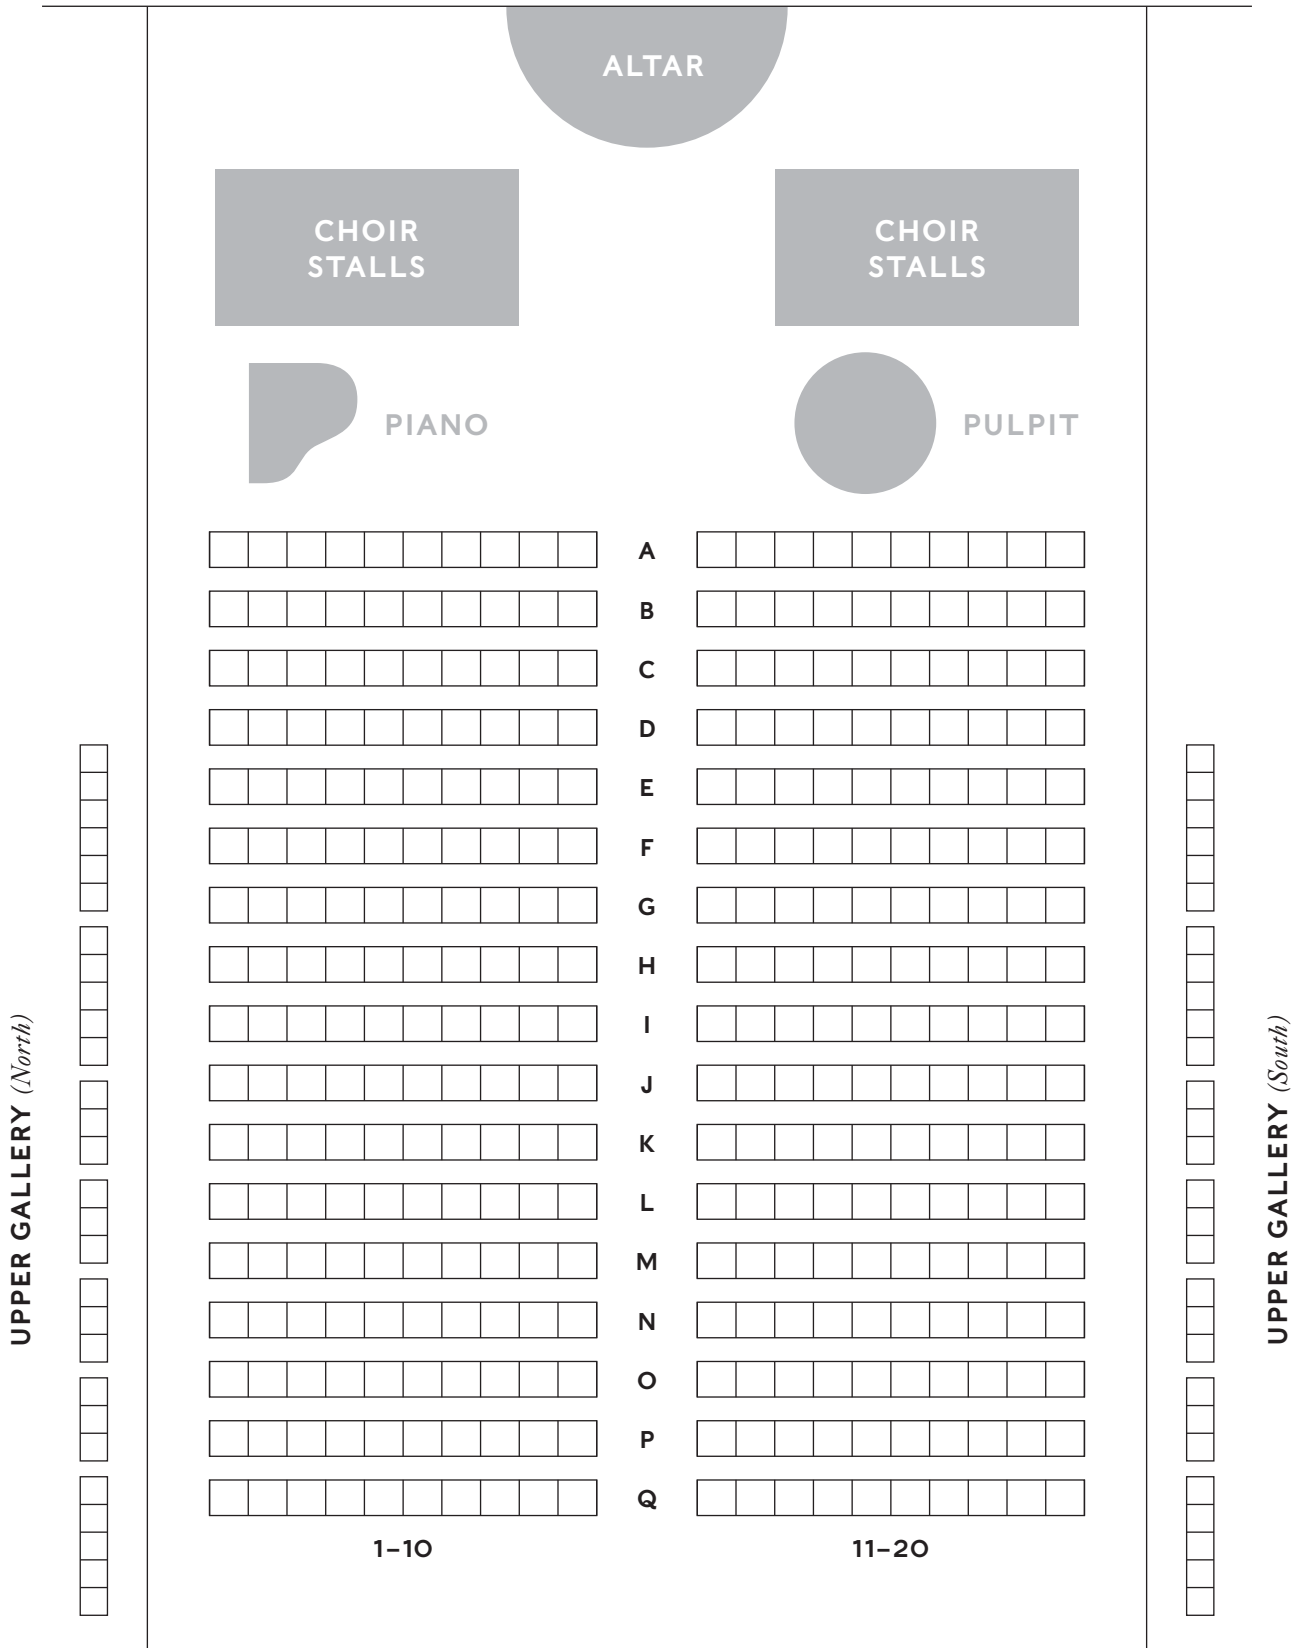 ALTAR
CHOIR
STALLS
CHOIR
STALLS
PIANO
PULPIT
A
B
C
D
E
F
G
H
I
J
K
L
M
N
O
P
Q
1–10
11–20
UPPER GALLERY (North)
UPPER GALLERY (South)